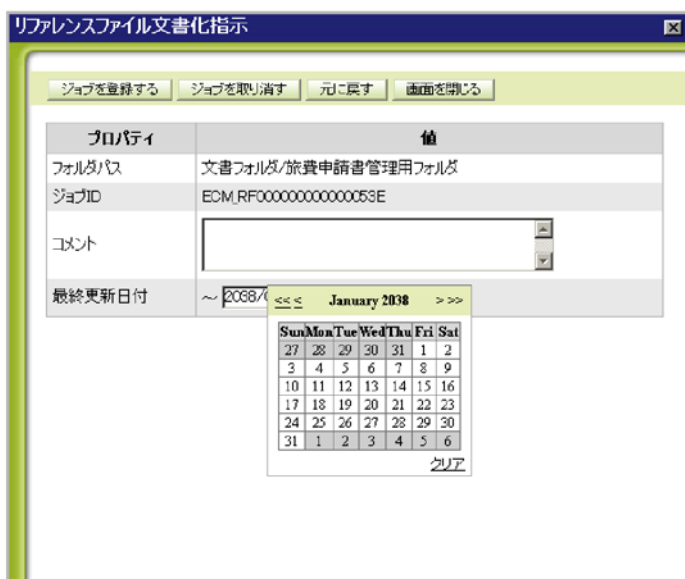 リファレンスファイル文書化指示
ジョブを登録する ジョブを取り消す 元に戻す 画面を閉じる
プロパティ 値
フォルダパス 文書フォルダ/旅費申請書管理用フォルダ
ジョブID ECM_RF000000000000053E
コメント
最終更新日付 ～ 2038/0
<< < January 2038 > >>
Sun Mon Tue Wed Thu Fri Sat
27 28 29 30 31 1 2
3 4 5 6 7 8 9
10 11 12 13 14 15 16
17 18 19 20 21 22 23
24 25 26 27 28 29 30
31 1 2 3 4 5 6
クリア